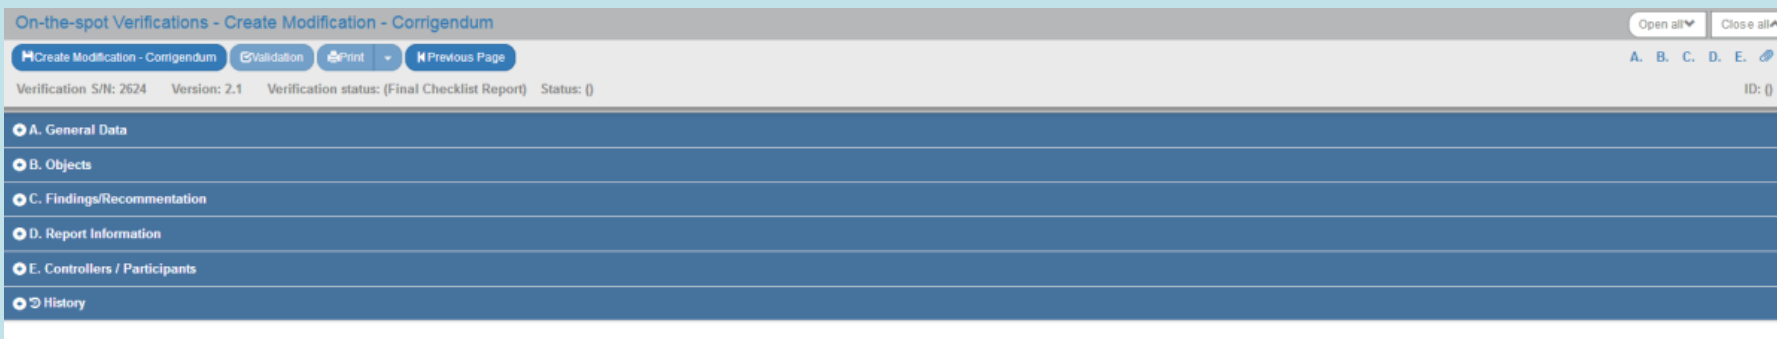 On-the-spot Verifications - Create Modification - Corrigendum Open all Close all
Create Modification - Corrigendum Validation Print Previous Page A. B. C. D. E.
Verification S/N: 2624 Version: 2.1 Verification status: (Final Checklist Report) Status: () ID: ()
A. General Data
B. Objects
C. Findings/Recommentation
D. Report Information
E. Controllers / Participants
History